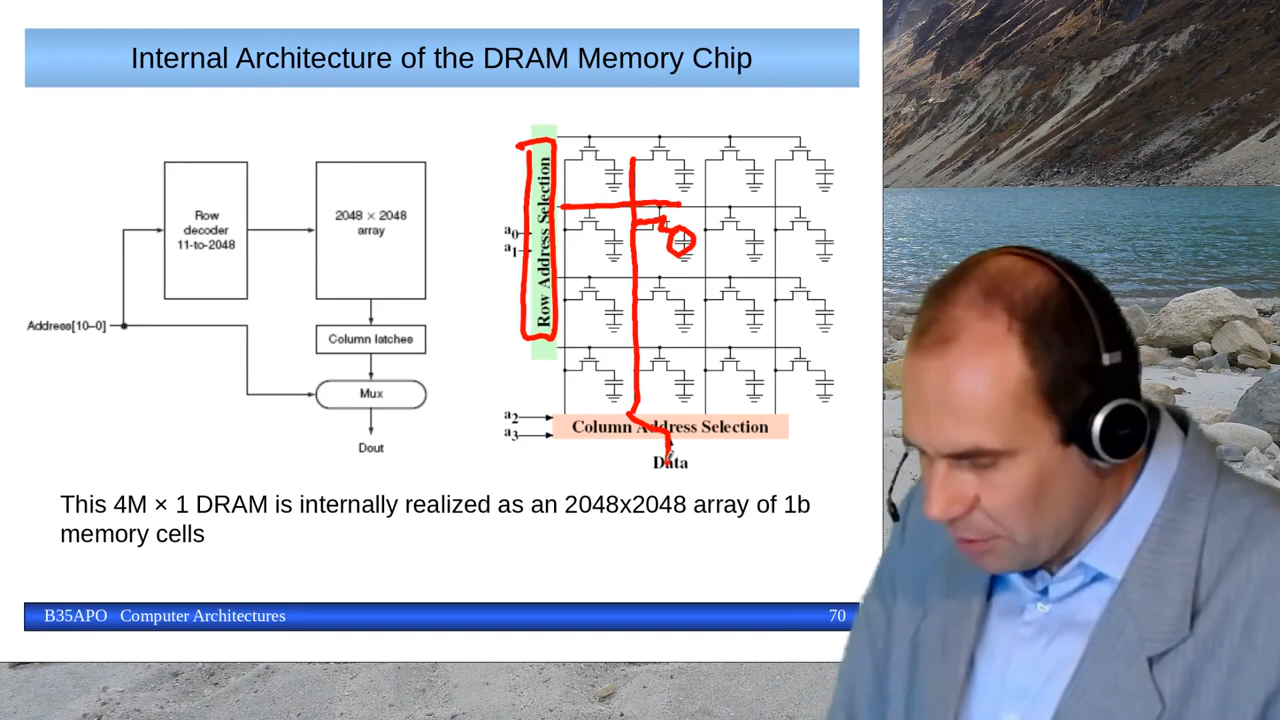 Internal Architecture of the DRAM Memory Chip
Row
decoder
11-to-2048
2048 × 2048
array
Address[10–0]
Column latches
Mux
Dout
Row Address Selection
a0
a1
a2
a3
Column Address Selection
Data
This 4M × 1 DRAM is internally realized as an 2048x2048 array of 1b
memory cells
B35APO Computer Architectures
70